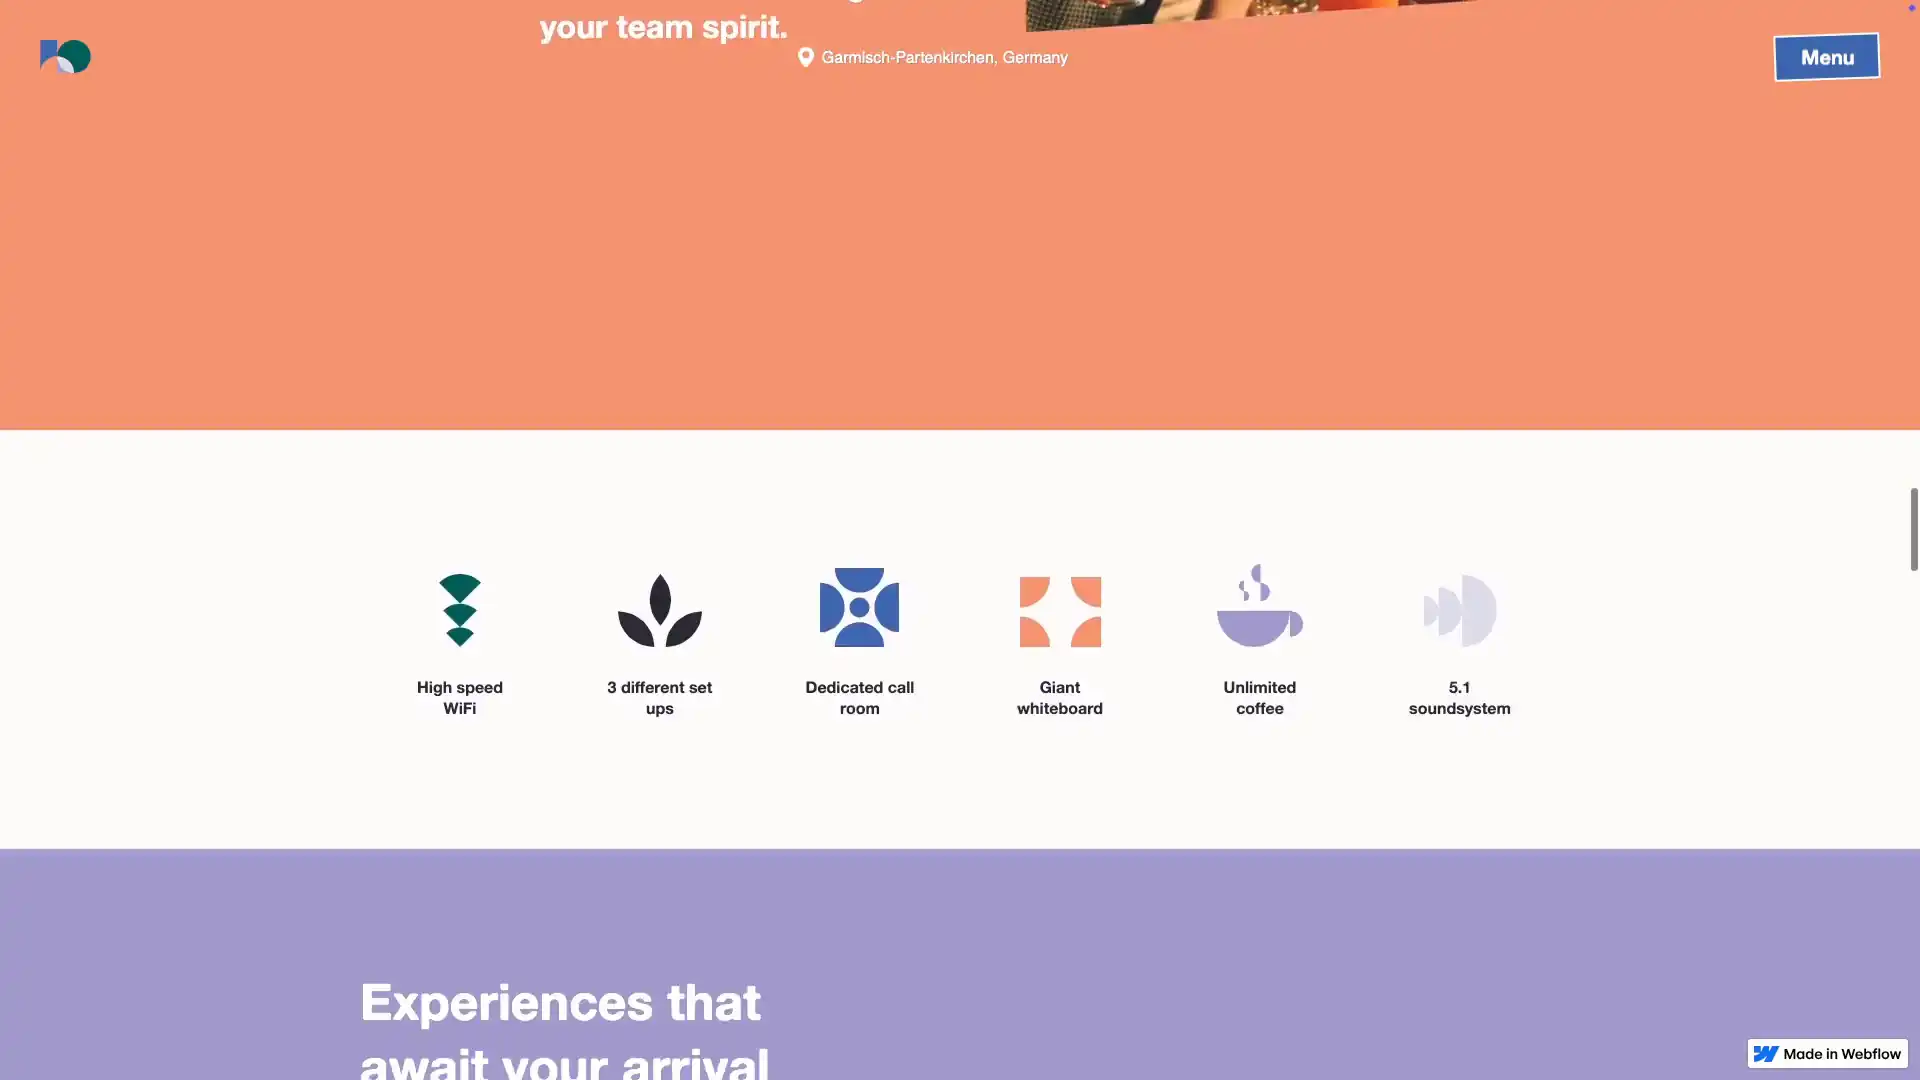 your team spirit.
Garmisch-Partenkirchen, Germany
Menu
High speed
WiFi
3 different set
ups
Dedicated call
room
Giant
whiteboard
Unlimited
coffee
5.1
soundsystem
Experiences that
await your arrival
Made in Webflow